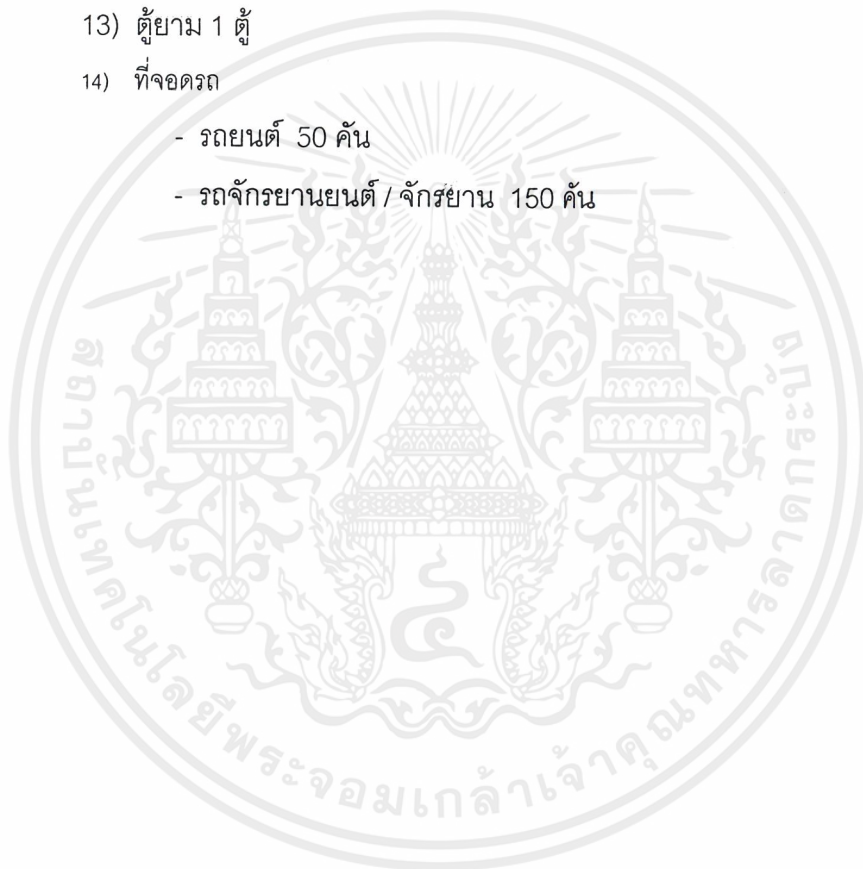 13) ตู้ยาม 1 ตู้
14) ที่จอดรถ
- รถยนต์ 50 คัน
- รถจักรยานยนต์ / จักรยาน 150 คัน
สถาบันเทคโนโลยีพระจอมเกล้าเจ้าคุณทหารลาดกระบัง